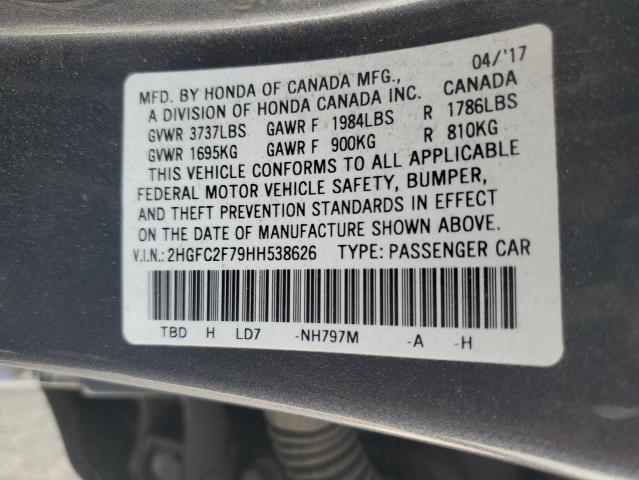 04/'17
MFD. BY HONDA OF CANADA MFG., CANADA
A DIVISION OF HONDA CANADA INC.
GVWR 3737LBS GAWR F 1984LBS R 1786LBS
GVWR 1695KG GAWR F 900KG R 810KG
THIS VEHICLE CONFORMS TO ALL APPLICABLE
FEDERAL MOTOR VEHICLE SAFETY, BUMPER,
AND THEFT PREVENTION STANDARDS IN EFFECT
ON THE DATE OF MANUFACTURE SHOWN ABOVE.
V.I.N.: 2HGFC2F79HH538626 TYPE: PASSENGER CAR
TBD H LD7 -NH797M -A -H